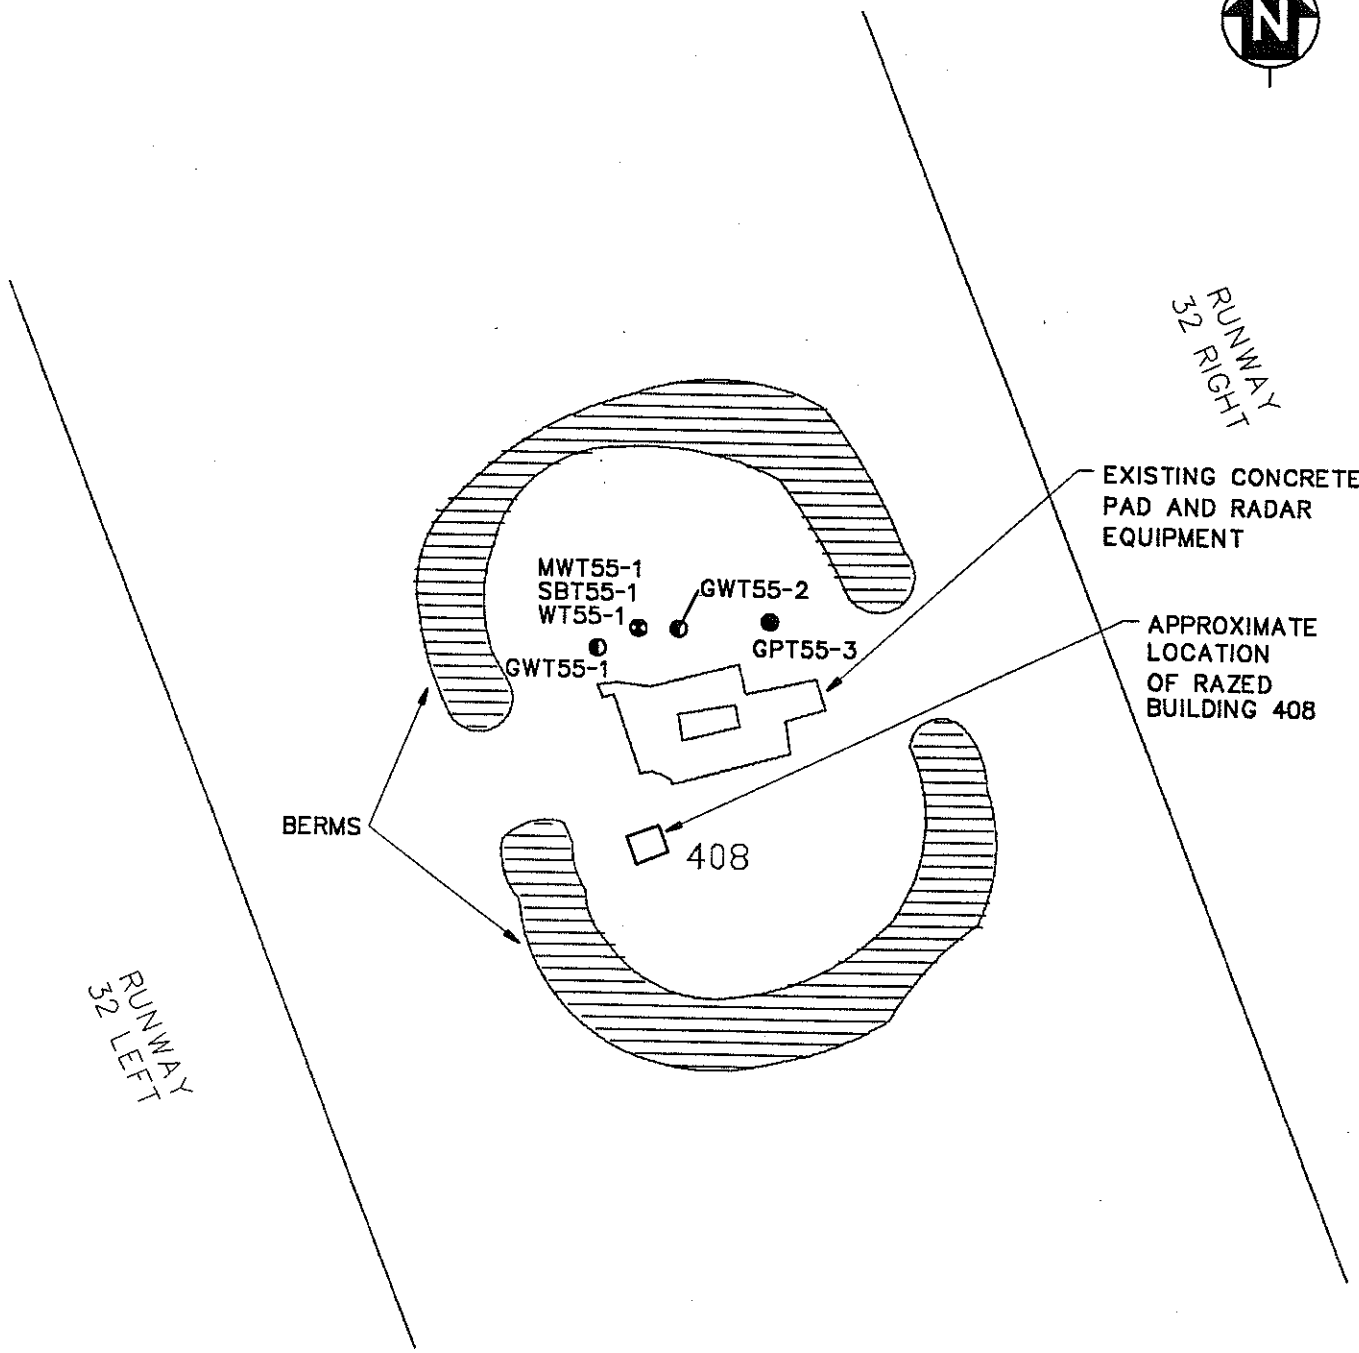 N
RUNWAY
32 RIGHT
EXISTING CONCRETE
PAD AND RADAR
EQUIPMENT
MWT55-1
SBT55-1
WT55-1
GWT55-2
GPT55-3
GWT55-1
APPROXIMATE
LOCATION
OF RAZED
BUILDING 408
BERMS
408
RUNWAY
32 LEFT